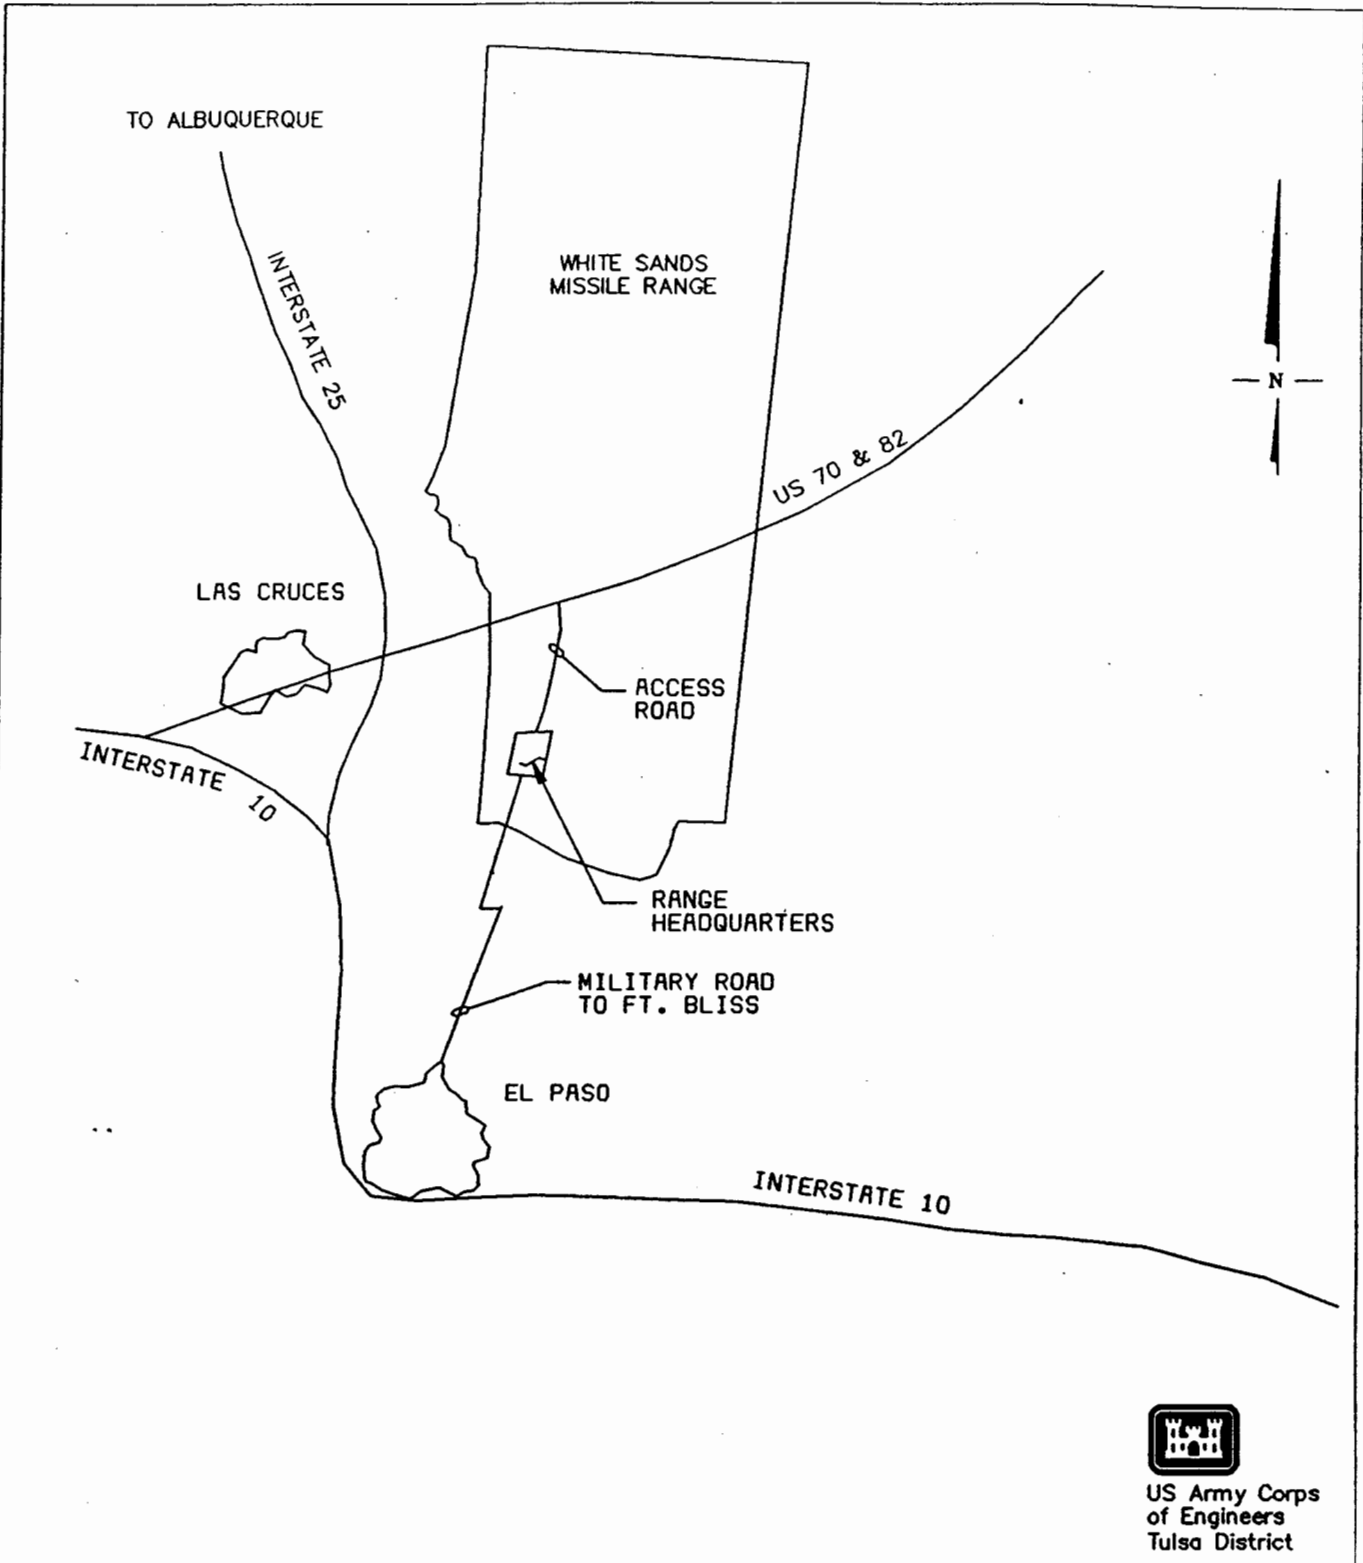 TO ALBUQUERQUE
INTERSTATE 25
WHITE SANDS
MISSILE RANGE
N
US 70 & 82
LAS CRUCES
ACCESS
ROAD
INTERSTATE 10
RANGE
HEADQUARTERS
MILITARY ROAD
TO FT. BLISS
EL PASO
INTERSTATE 10
US Army Corps
of Engineers
Tulsa District